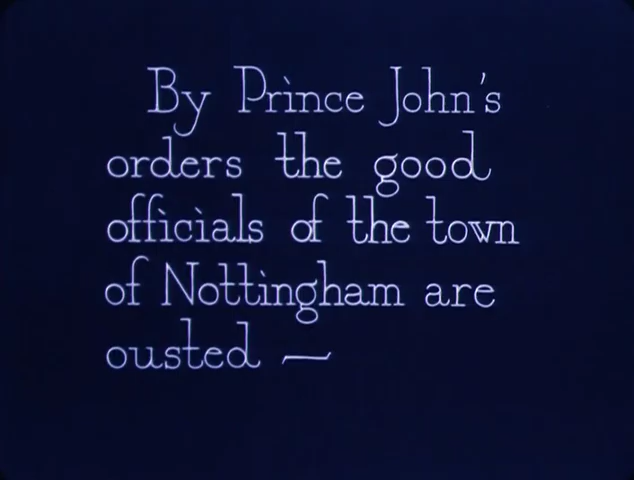 By Prince John's
orders the good
officials of the town
of Nottingham are
ousted —